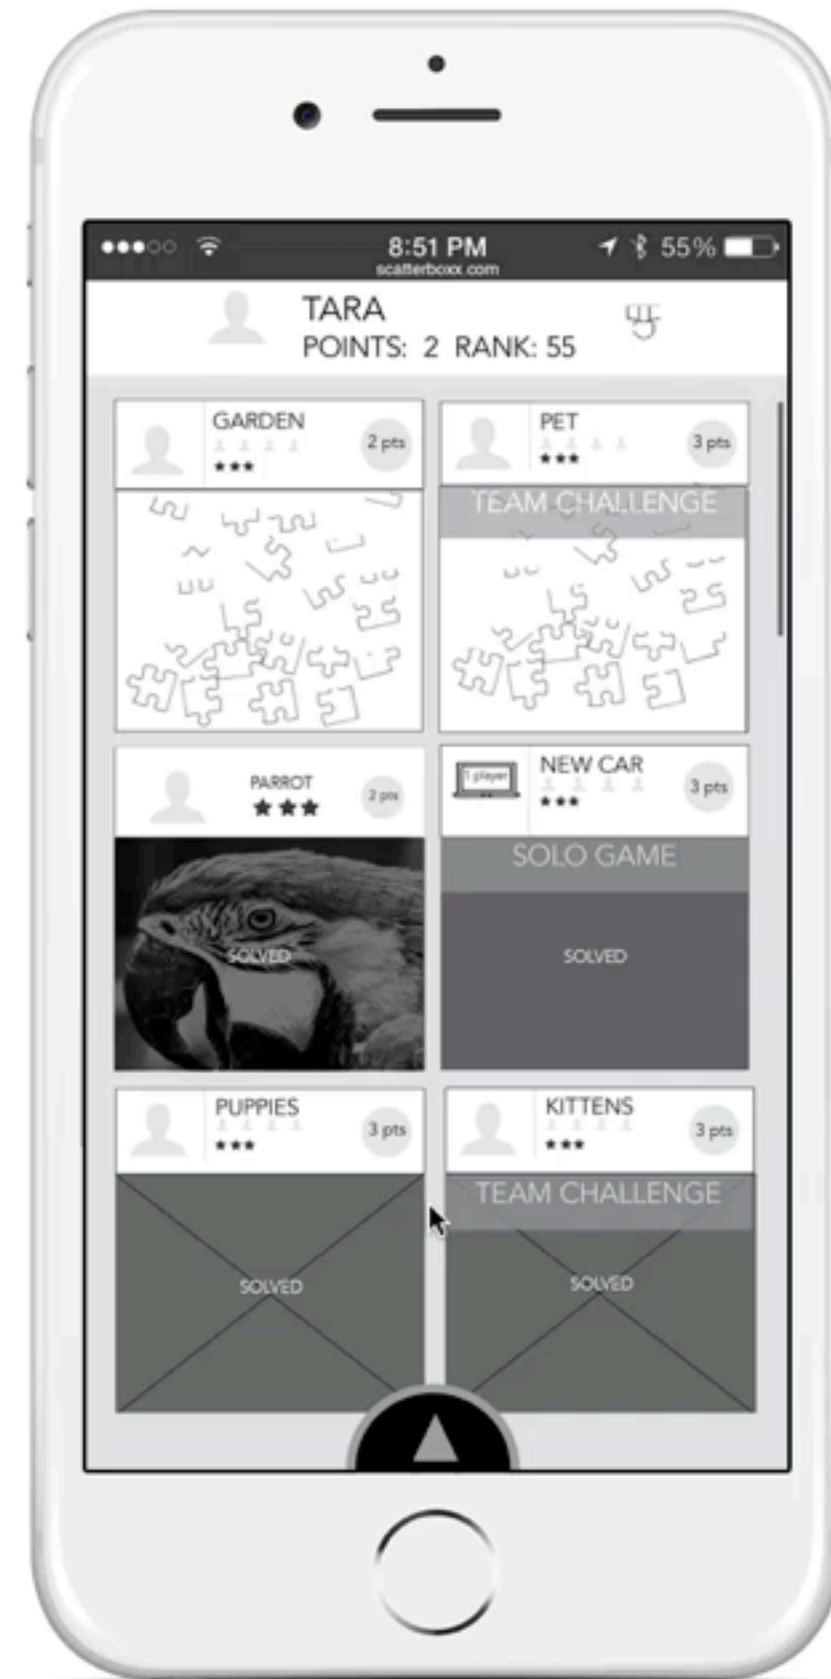 8:51 PM
55%
scatterboxx.com
TARA
POINTS: 2 RANK: 55
GARDEN
2 pts
PET
3 pts
TEAM CHALLENGE
PARROT
2 pts
SOLVED
1 player
NEW CAR
3 pts
SOLO GAME
SOLVED
PUPPIES
3 pts
SOLVED
KITTENS
3 pts
TEAM CHALLENGE
SOLVED